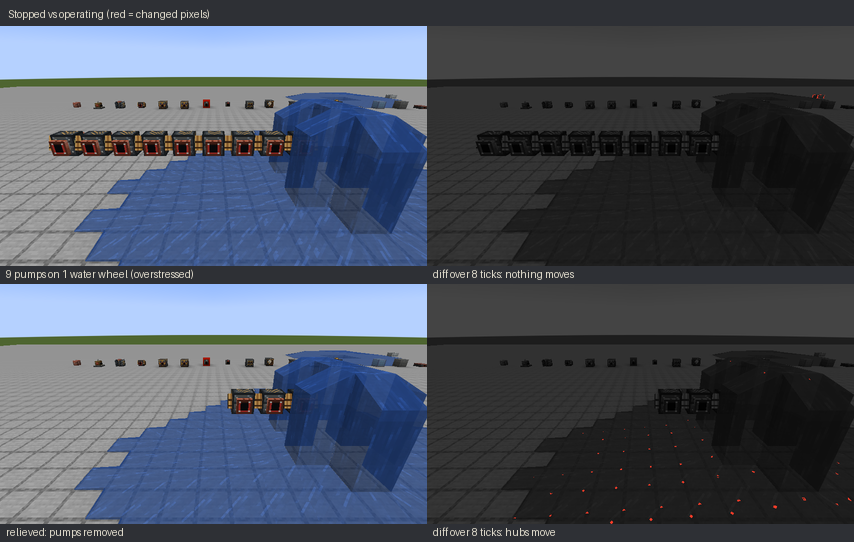 Stopped vs operating (red = changed pixels)
9 pumps on 1 water wheel (overstressed)
diff over 8 ticks: nothing moves
relieved: pumps removed
diff over 8 ticks: hubs move